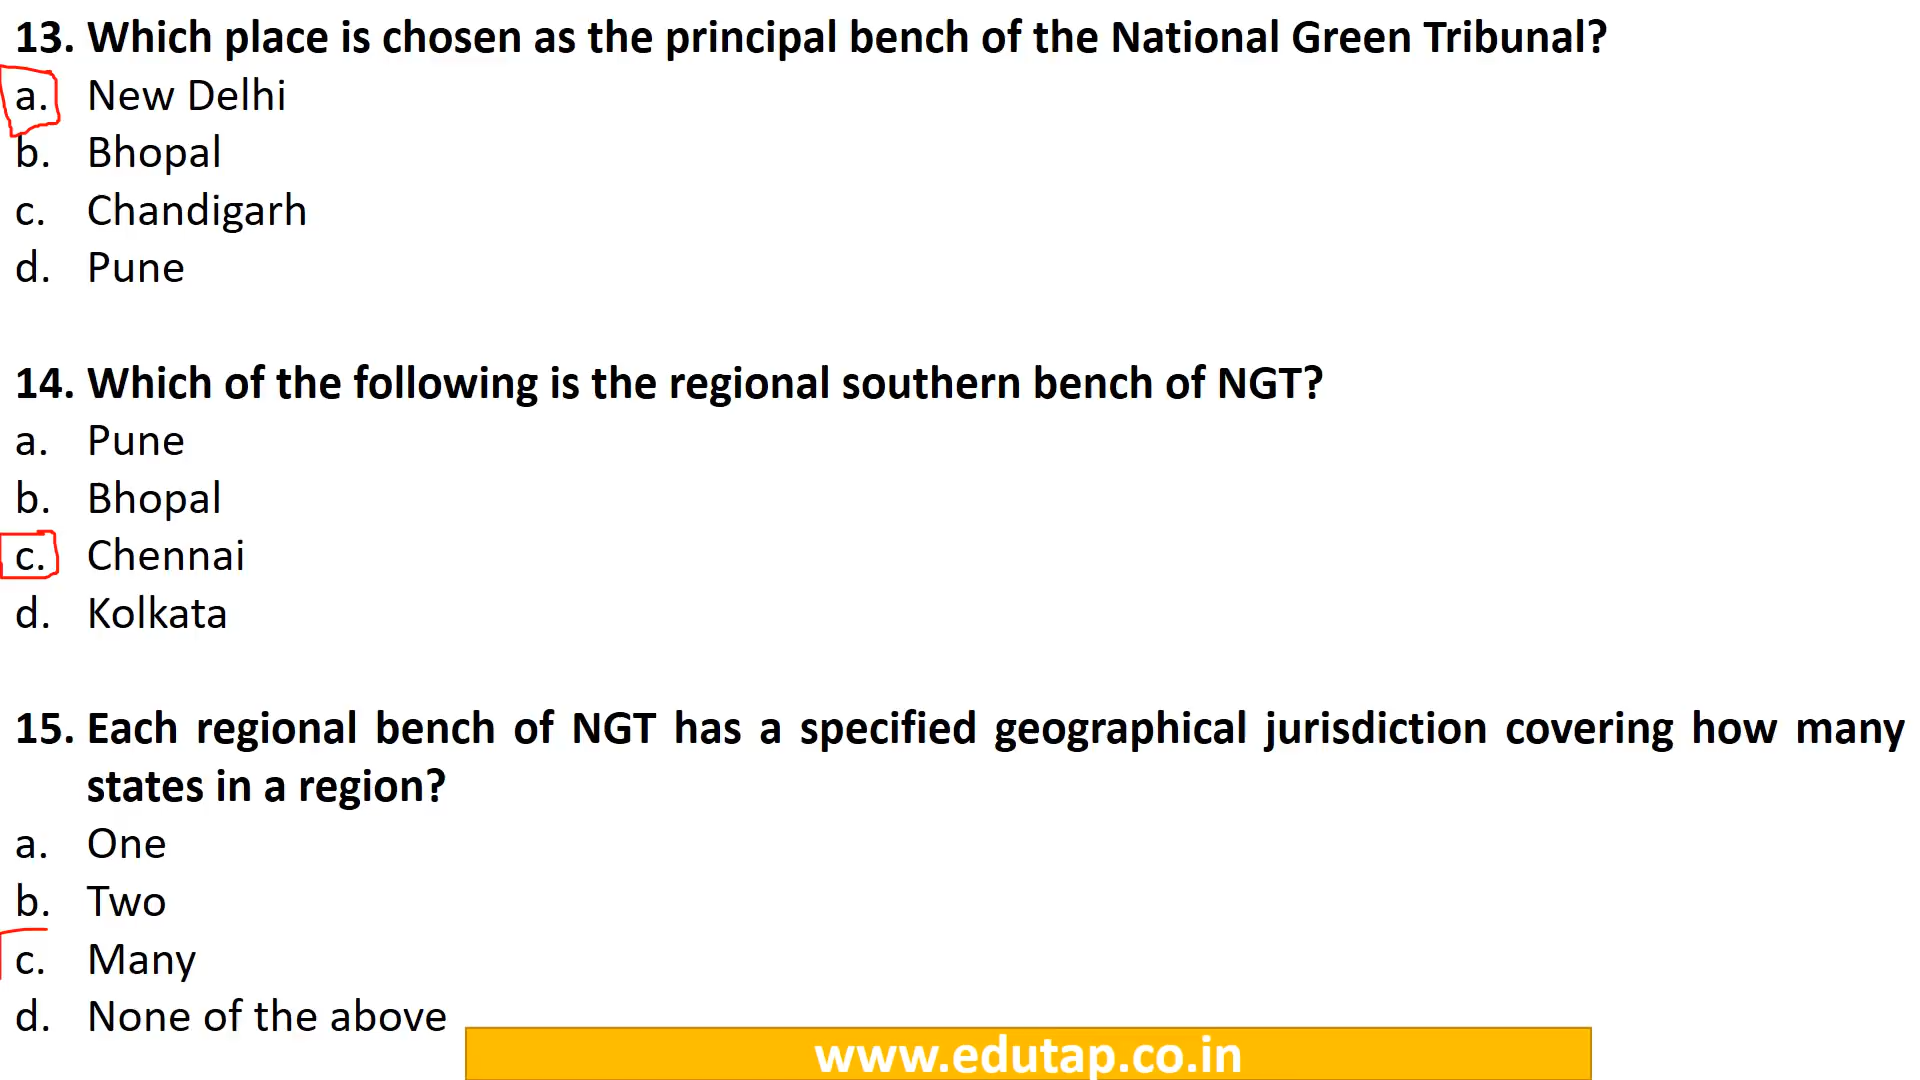 13. Which place is chosen as the principal bench of the National Green Tribunal?
a. New Delhi
b. Bhopal
c. Chandigarh
d. Pune
14. Which of the following is the regional southern bench of NGT?
a. Pune
b. Bhopal
c. Chennai
d. Kolkata
15. Each regional bench of NGT has a specified geographical jurisdiction covering how many
states in a region?
a. One
b. Two
c. Many
d. None of the above
www.edutap.co.in